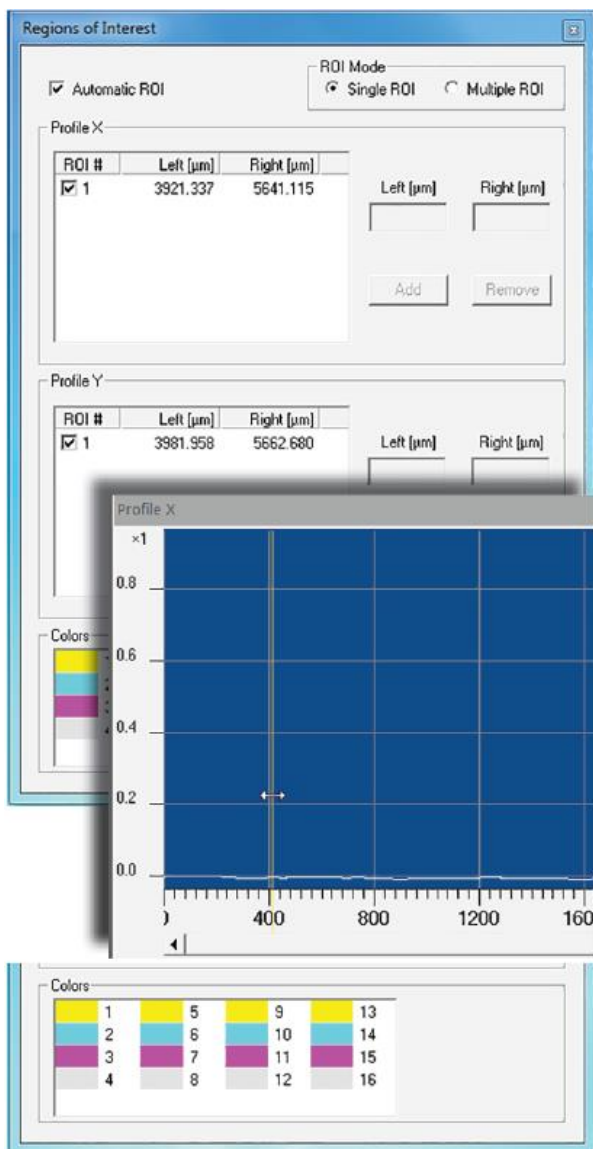 Regions of Interest
Automatic ROI
ROI Mode
Single ROI Multiple ROI
Profile X
ROI # Left [µm] Right [µm]
1 3921.337 5641.115
Left [µm] Right [µm]
Add Remove
Profile Y
ROI # Left [µm] Right [µm]
1 3981.958 5662.680
Left [µm] Right [µm]
Profile X
×1
0.8
0.6
0.4
0.2
0.0
400 800 1200 160
Colors
Colors
1 5 9 13
2 6 10 14
3 7 11 15
4 8 12 16